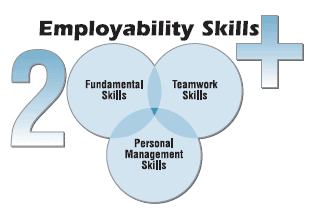 Employability Skills
2 +
Fundamental
Skills
Teamwork
Skills
Personal
Management
Skills